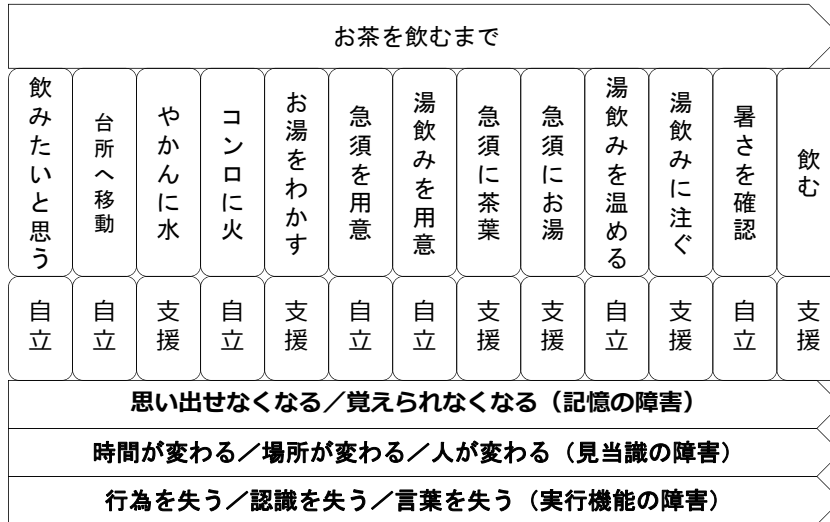 お茶を飲むまで
飲みたいと思う
台所へ移動
やかんに水
コンロに火
お湯をわかす
急須を用意
湯飲みを用意
急須に茶葉
急須にお湯
湯飲みを温める
湯飲みに注ぐ
暑さを確認
飲む
自立
自立
支援
自立
支援
自立
自立
支援
支援
自立
支援
自立
支援
思い出せなくなる／覚えられなくなる（記憶の障害）
時間が変わる／場所が変わる／人が変わる（見当識の障害）
行為を失う／認識を失う／言葉を失う（実行機能の障害）